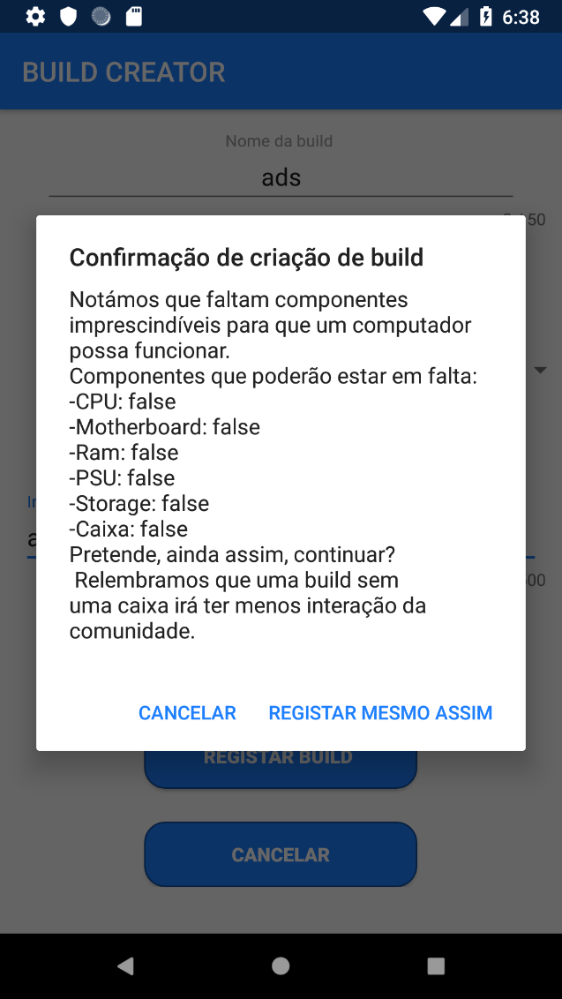 6:38
BUILD CREATOR
Nome da build
ads
50
Confirmação de criação de build
Notámos que faltam componentes
imprescindíveis para que um computador
possa funcionar.
Componentes que poderão estar em falta:
-CPU: false
-Motherboard: false
-Ram: false
-PSU: false
-Storage: false
-Caixa: false
Pretende, ainda assim, continuar?
Relembramos que uma build sem
uma caixa irá ter menos interação da
comunidade.
CANCELAR REGISTAR MESMO ASSIM
REGISTAR BUILD
CANCELAR